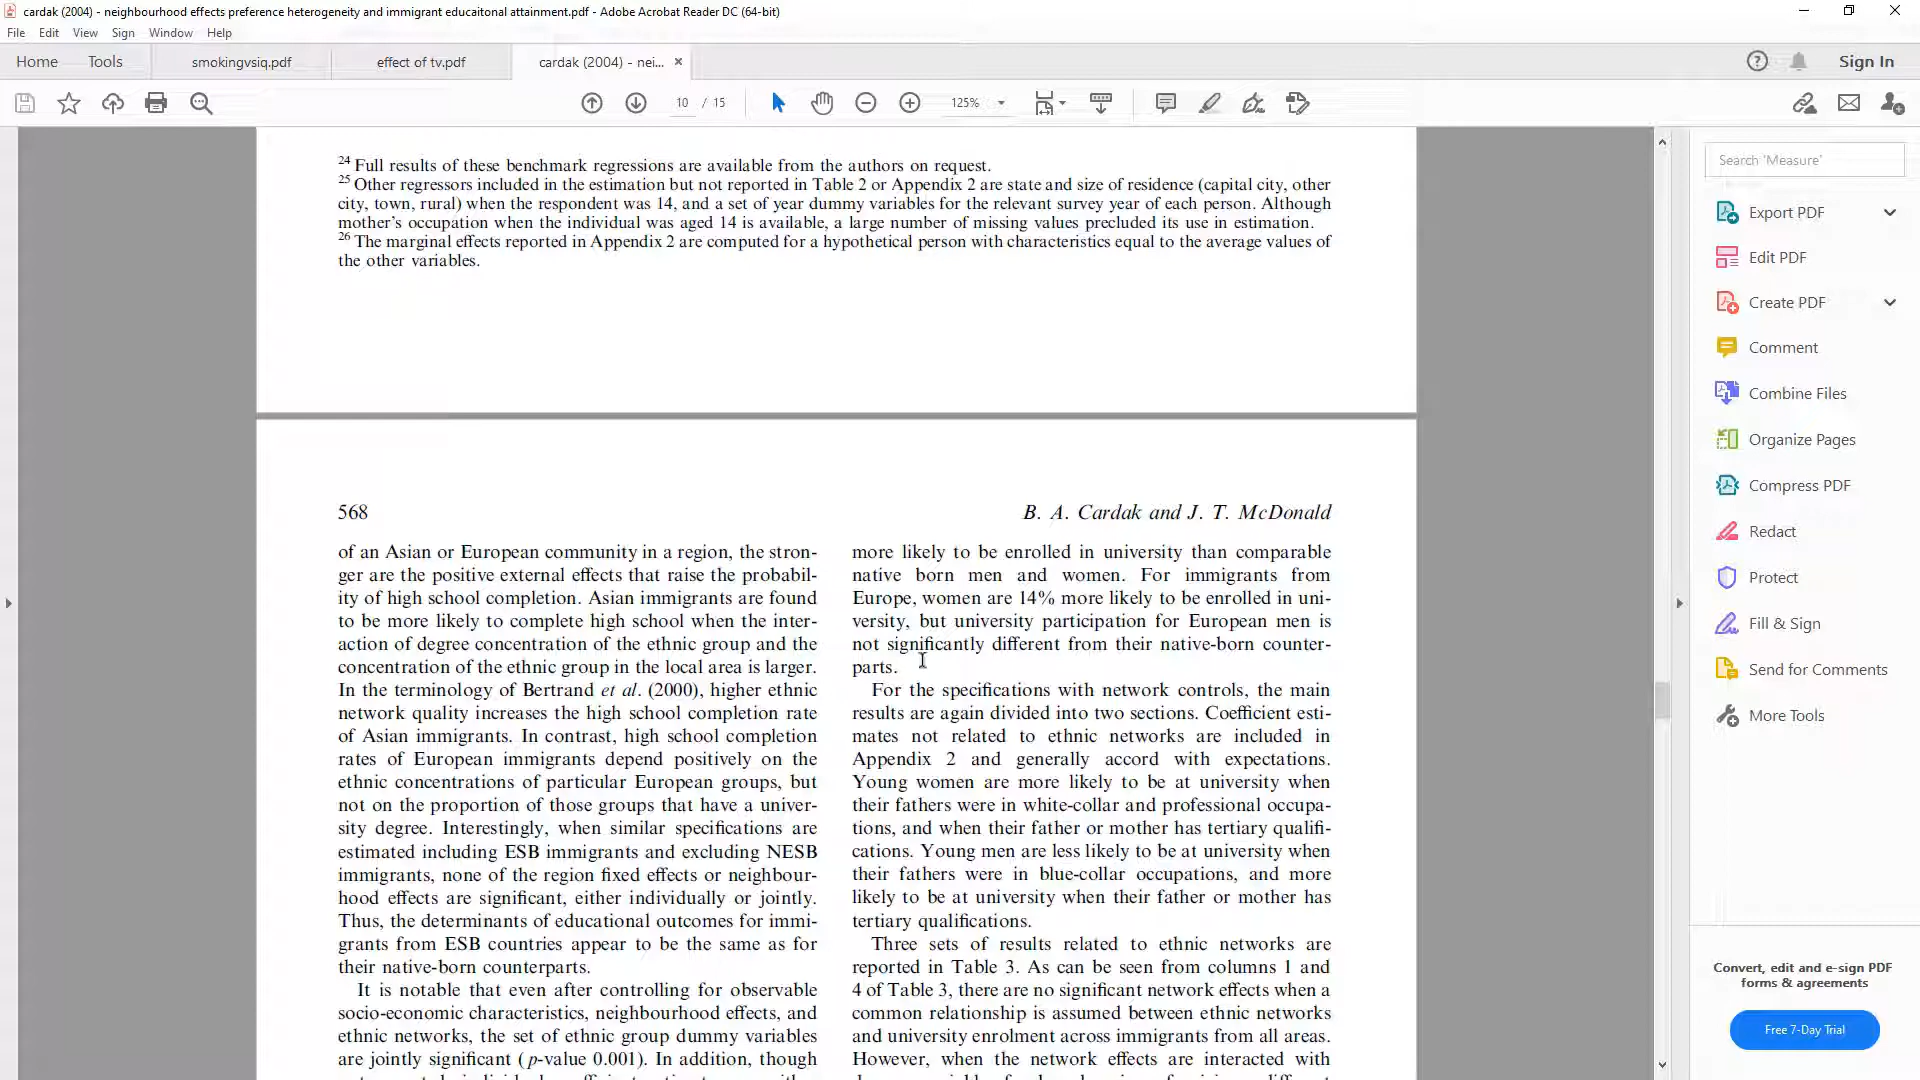 cardak (2004) - neighbourhood effects preference heterogeneity and immigrant educaitonal attainment.pdf - Adobe Acrobat Reader DC (64-bit)
File Edit View Sign Window Help
Home Tools smokingvsiq.pdf effect of tv.pdf cardak (2004) - nei... × Sign In
10 / 15 125%
24 Full results of these benchmark regressions are available from the authors on request.
25 Other regressors included in the estimation but not reported in Table 2 or Appendix 2 are state and size of residence (capital city, other
city, town, rural) when the respondent was 14, and a set of year dummy variables for the relevant survey year of each person. Although
mother's occupation when the individual was aged 14 is available, a large number of missing values precluded its use in estimation.
26 The marginal effects reported in Appendix 2 are computed for a hypothetical person with characteristics equal to the average values of
the other variables.
568
B. A. Cardak and J. T. McDonald
of an Asian or European community in a region, the stron-
ger are the positive external effects that raise the probabil-
ity of high school completion. Asian immigrants are found
to be more likely to complete high school when the inter-
action of degree concentration of the ethnic group and the
concentration of the ethnic group in the local area is larger.
In the terminology of Bertrand et al. (2000), higher ethnic
network quality increases the high school completion rate
of Asian immigrants. In contrast, high school completion
rates of European immigrants depend positively on the
ethnic concentrations of particular European groups, but
not on the proportion of those groups that have a univer-
sity degree. Interestingly, when similar specifications are
estimated including ESB immigrants and excluding NESB
immigrants, none of the region fixed effects or neighbour-
hood effects are significant, either individually or jointly.
Thus, the determinants of educational outcomes for immi-
grants from ESB countries appear to be the same as for
their native-born counterparts.
It is notable that even after controlling for observable
socio-economic characteristics, neighbourhood effects, and
ethnic networks, the set of ethnic group dummy variables
are jointly significant (p-value 0.001). In addition, though
more likely to be enrolled in university than comparable
native born men and women. For immigrants from
Europe, women are 14% more likely to be enrolled in uni-
versity, but university participation for European men is
not significantly different from their native-born counter-
parts.
For the specifications with network controls, the main
results are again divided into two sections. Coefficient esti-
mates not related to ethnic networks are included in
Appendix 2 and generally accord with expectations.
Young women are more likely to be at university when
their fathers were in white-collar and professional occupa-
tions, and when their father or mother has tertiary qualifi-
cations. Young men are less likely to be at university when
their fathers were in blue-collar occupations, and more
likely to be at university when their father or mother has
tertiary qualifications.
Three sets of results related to ethnic networks are
reported in Table 3. As can be seen from columns 1 and
4 of Table 3, there are no significant network effects when a
common relationship is assumed between ethnic networks
and university enrolment across immigrants from all areas.
However, when the network effects are interacted with
Search 'Measure'
Export PDF
Edit PDF
Create PDF
Comment
Combine Files
Organize Pages
Compress PDF
Redact
Protect
Fill & Sign
Send for Comments
More Tools
Convert, edit and e-sign PDF
forms & agreements
Free 7-Day Trial